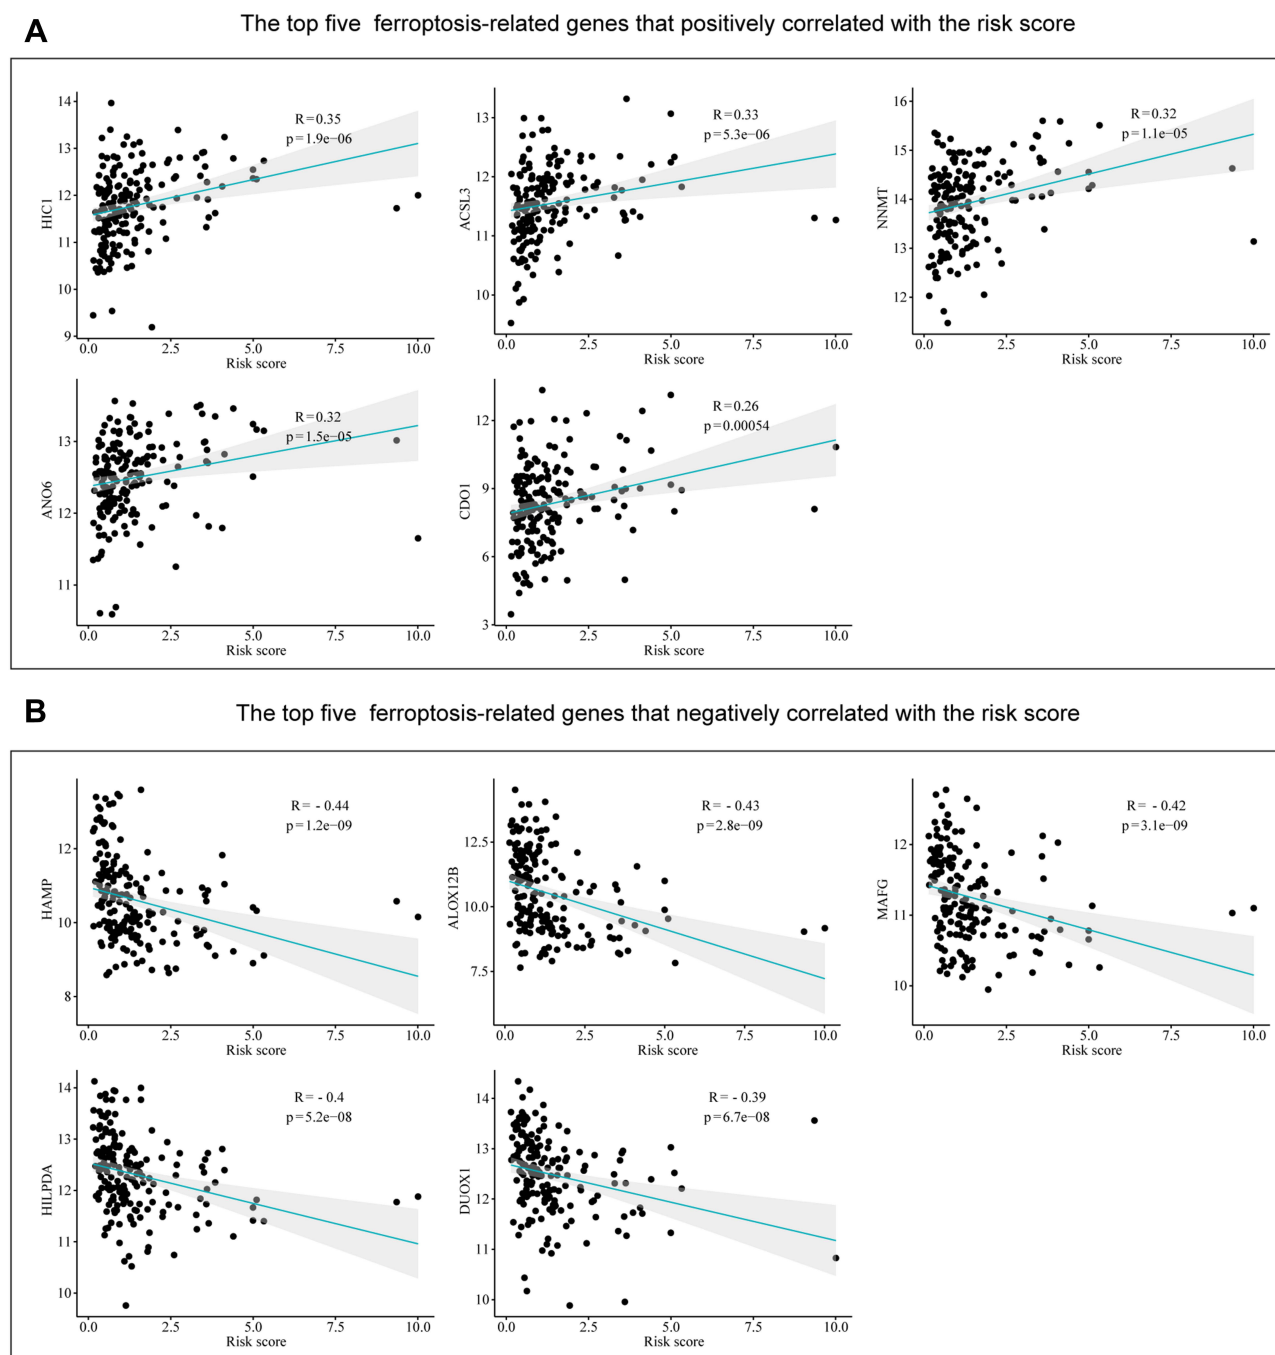 A
The top five ferroptosis-related genes that positively correlated with the risk score
14
13
12
11
10
9
HIC1
R=0.35
p=1.9e−06
0.0 2.5 5.0 7.5 10.0
Risk score
13
12
11
10
ACSL3
R=0.33
p=5.3e−06
0.0 2.5 5.0 7.5 10.0
Risk score
16
15
14
13
12
NNMT
R=0.32
p=1.1e−05
0.0 2.5 5.0 7.5 10.0
Risk score
13
12
11
ANO6
R=0.32
p=1.5e−05
0.0 2.5 5.0 7.5 10.0
Risk score
12
9
6
3
CDO1
R=0.26
p=0.00054
0.0 2.5 5.0 7.5 10.0
Risk score
B
The top five ferroptosis-related genes that negatively correlated with the risk score
12
10
8
HAMP
R= - 0.44
p=1.2e−09
0.0 2.5 5.0 7.5 10.0
Risk score
12.5
10.0
7.5
ALOX12B
R= - 0.43
p=2.8e−09
0.0 2.5 5.0 7.5 10.0
Risk score
12
11
10
MAFG
R= - 0.42
p=3.1e−09
0.0 2.5 5.0 7.5 10.0
Risk score
14
13
12
11
10
HILPDA
R= - 0.4
p=5.2e−08
0.0 2.5 5.0 7.5 10.0
Risk score
14
13
12
11
10
DUOX1
R= - 0.39
p=6.7e−08
0.0 2.5 5.0 7.5 10.0
Risk score